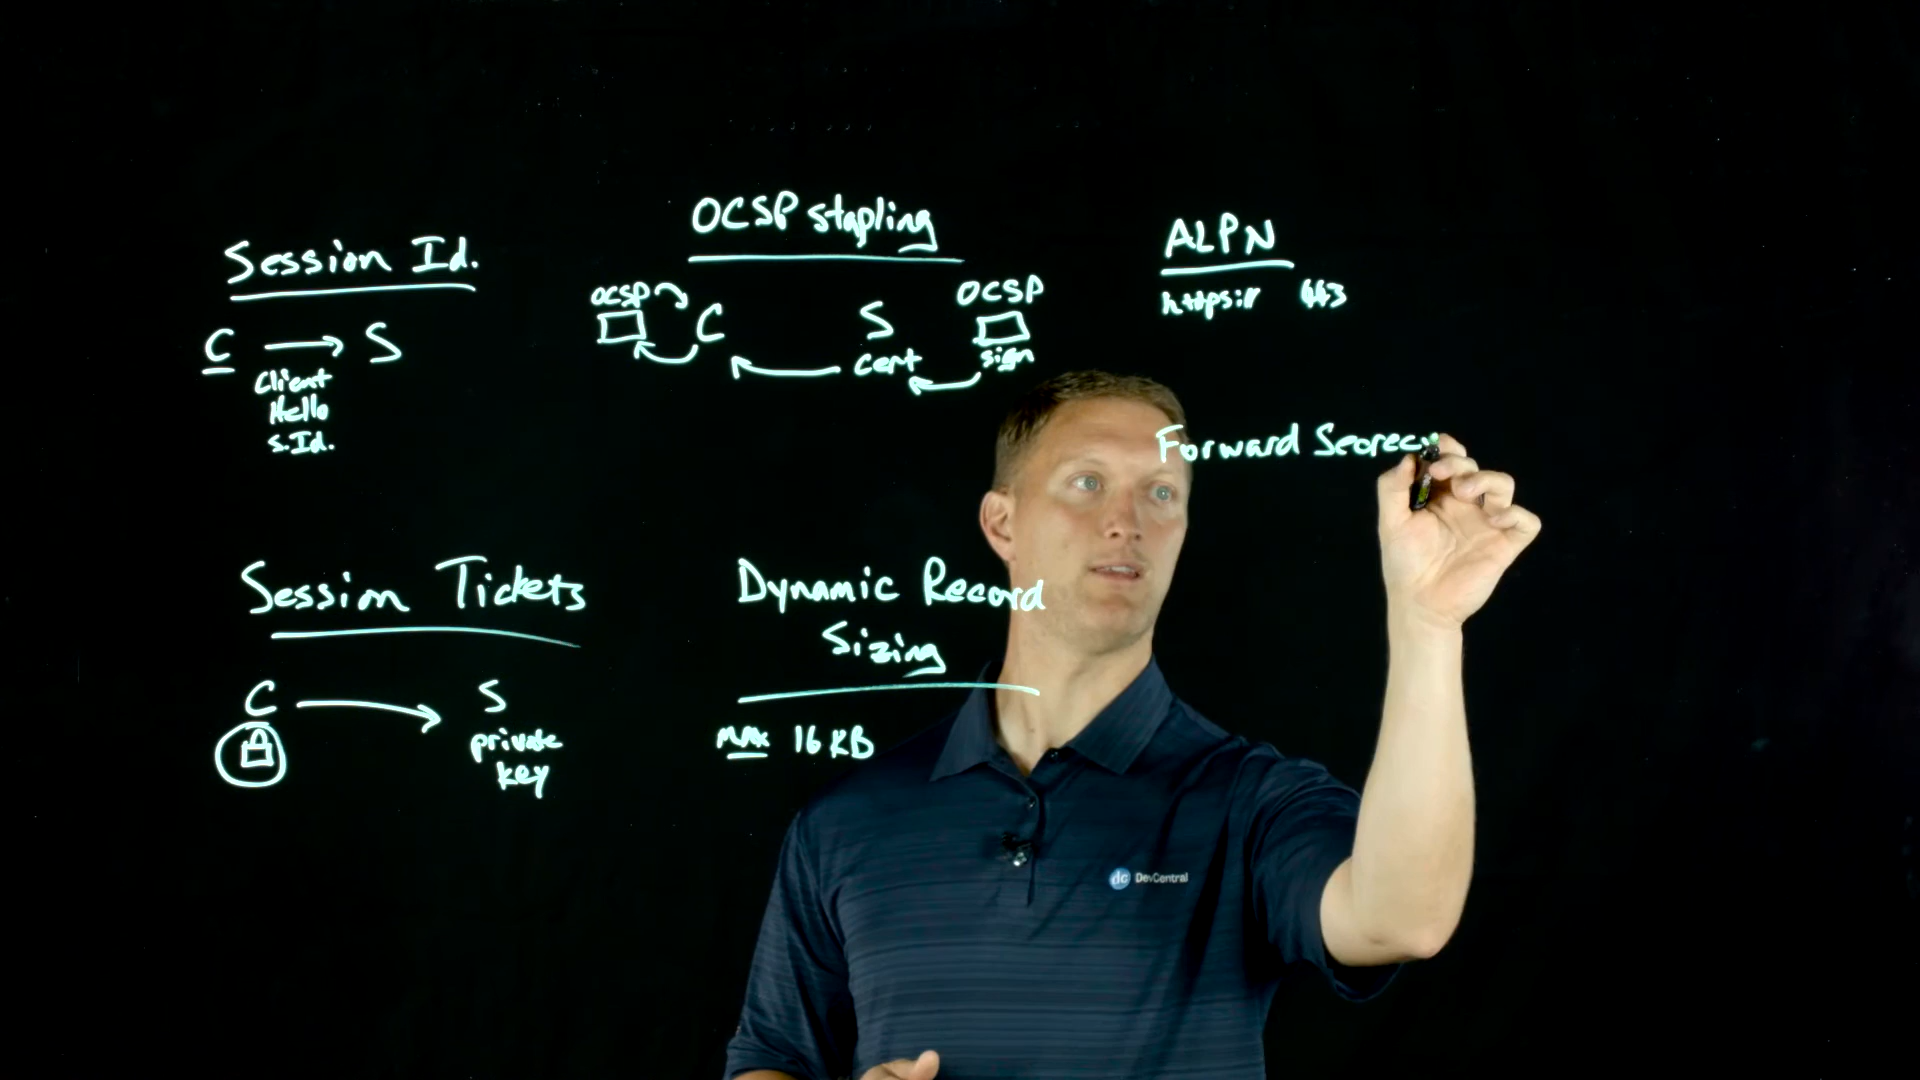 Session Id.
C S
Client
Hello
S.Id.
OCSP stapling
OCSP C S OCSP
cert sign
ALPN
https:// 443
Forward Secrecy
Session Tickets
C S
private
key
Dynamic Record
Sizing
max 16 KB
dc DevCentral